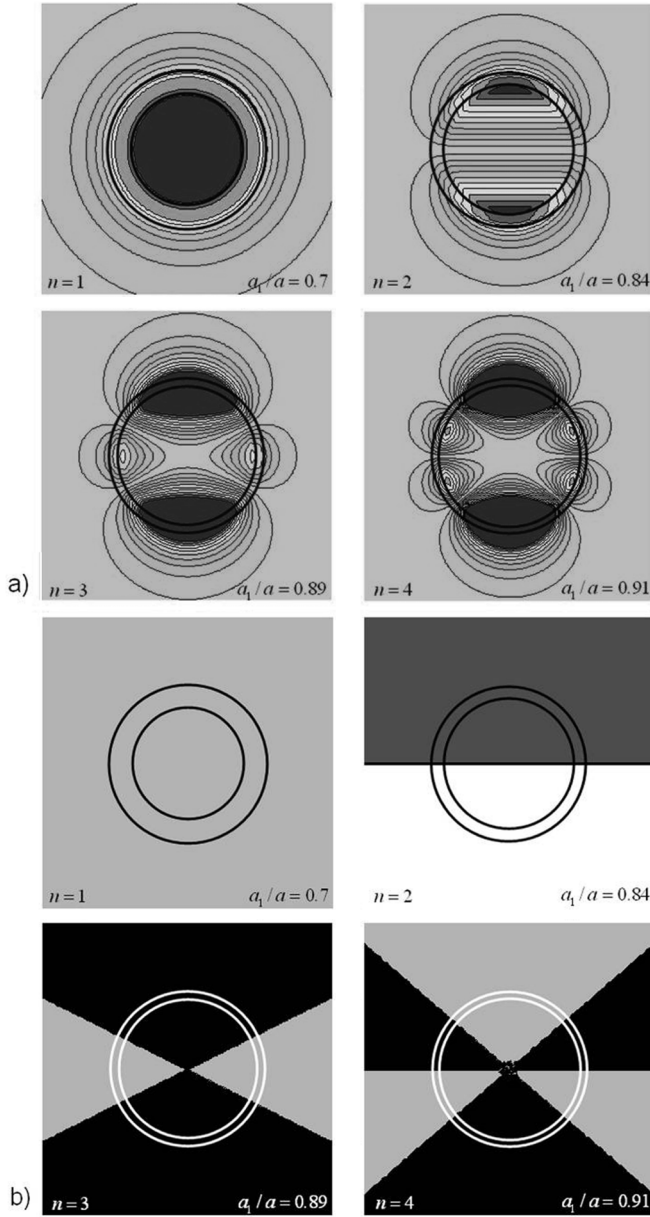 n = 1 a₁/a = 0.7
n = 2 a₁/a = 0.84
a)
n = 3 a₁/a = 0.89
n = 4 a₁/a = 0.91
n = 1 a₁/a = 0.7
n = 2 a₁/a = 0.84
b)
n = 3 a₁/a = 0.89
n = 4 a₁/a = 0.91